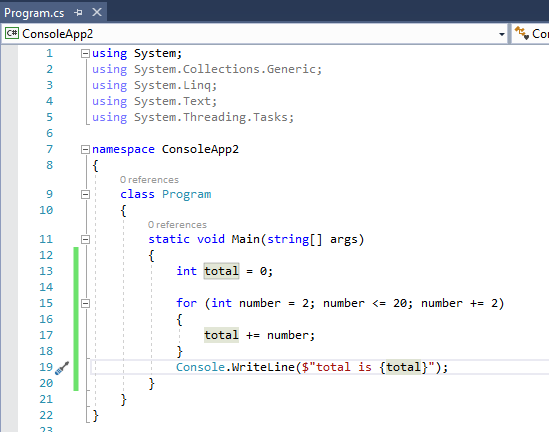 Program.cs
C# ConsoleApp2 Con
1 using System;
2 using System.Collections.Generic;
3 using System.Linq;
4 using System.Text;
5 using System.Threading.Tasks;
6
7 namespace ConsoleApp2
8 {
0 references
9 class Program
10 {
0 references
11 static void Main(string[] args)
12 {
13 int total = 0;
14
15 for (int number = 2; number <= 20; number += 2)
16 {
17 total += number;
18 }
19 Console.WriteLine($"total is {total}");
20 }
21 }
22 }